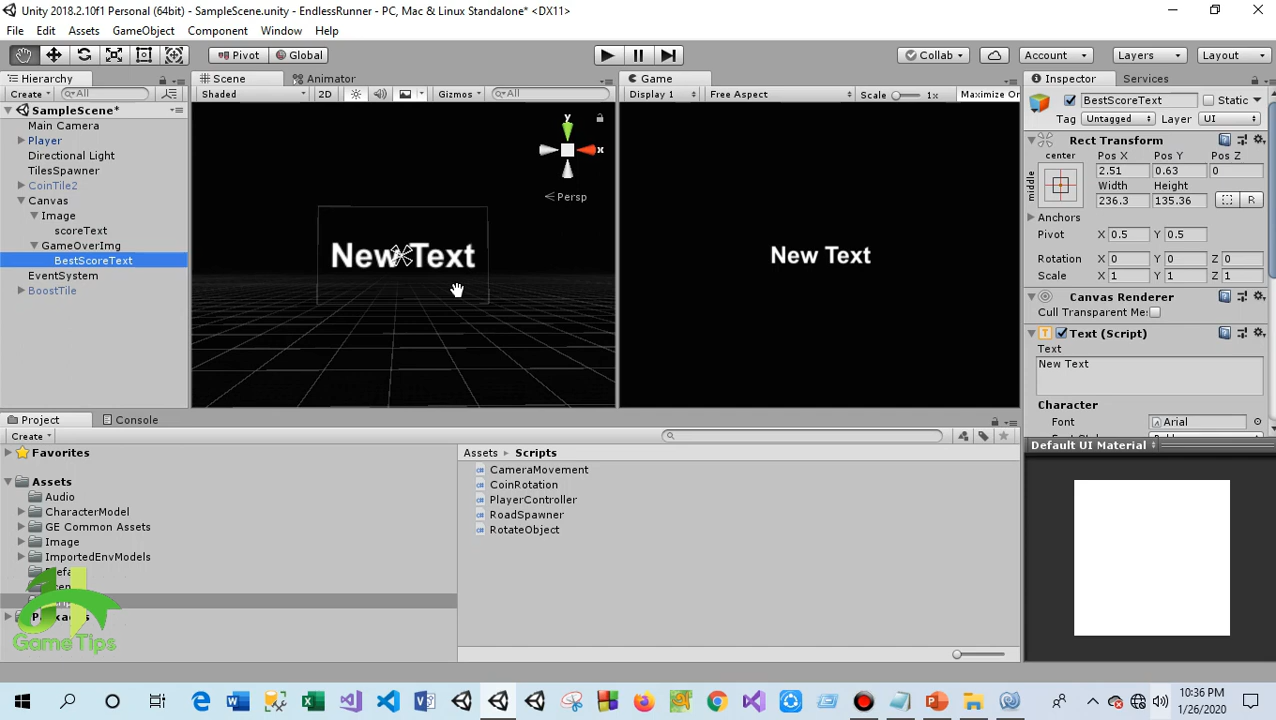 Unity 2018.2.10f1 Personal (64bit) - SampleScene.unity - EndlessRunner - PC, Mac & Linux Standalone* <DX11>
File Edit Assets GameObject Component Window Help
Pivot Global Collab Account Layers Layout
Hierarchy Scene Animator Game Inspector Services
Create All Shaded 2D Gizmos All Display 1 Free Aspect Scale 1x Maximize On
SampleScene*
Main Camera
Player
Directional Light
TilesSpawner
CoinTile2
Canvas
Image
scoreText
GameOverImg
BestScoreText
EventSystem
BoostTile
y
x
Persp
New Text
New Text
BestScoreText Static
Tag Untagged Layer UI
Rect Transform
center Pos X Pos Y Pos Z
middle 2.51 0.63 0
Width Height
236.3 135.36 R
Anchors
Pivot X 0.5 Y 0.5
Rotation X 0 Y 0 Z 0
Scale X 1 Y 1 Z 1
Canvas Renderer
Cull Transparent Me:
Text (Script)
Text
New Text
Character
Font Arial
Default UI Material
Project Console
Create
Favorites
Assets
Audio
CharacterModel
GE Common Assets
Image
ImportedEnvModels
GameTips
Assets Scripts
CameraMovement
CoinRotation
PlayerController
RoadSpawner
RotateObject
10:36 PM
1/26/2020